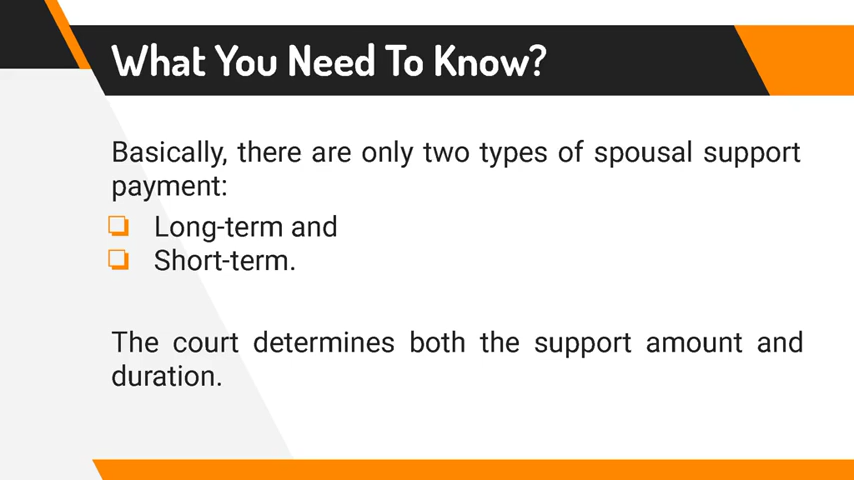 What You Need To Know?
Basically, there are only two types of spousal support
payment:
Long-term and
Short-term.
The court determines both the support amount and
duration.